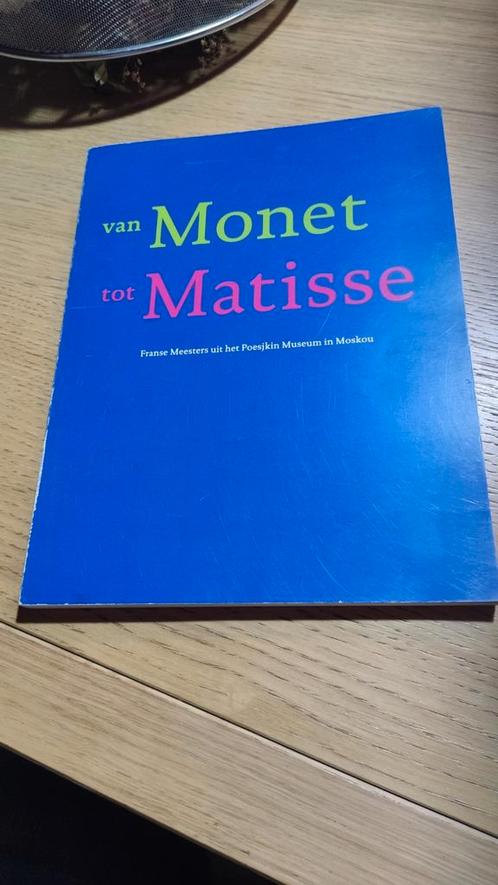 van Monet
tot Matisse
Franse Meesters uit het Poesjkin Museum in Moskou